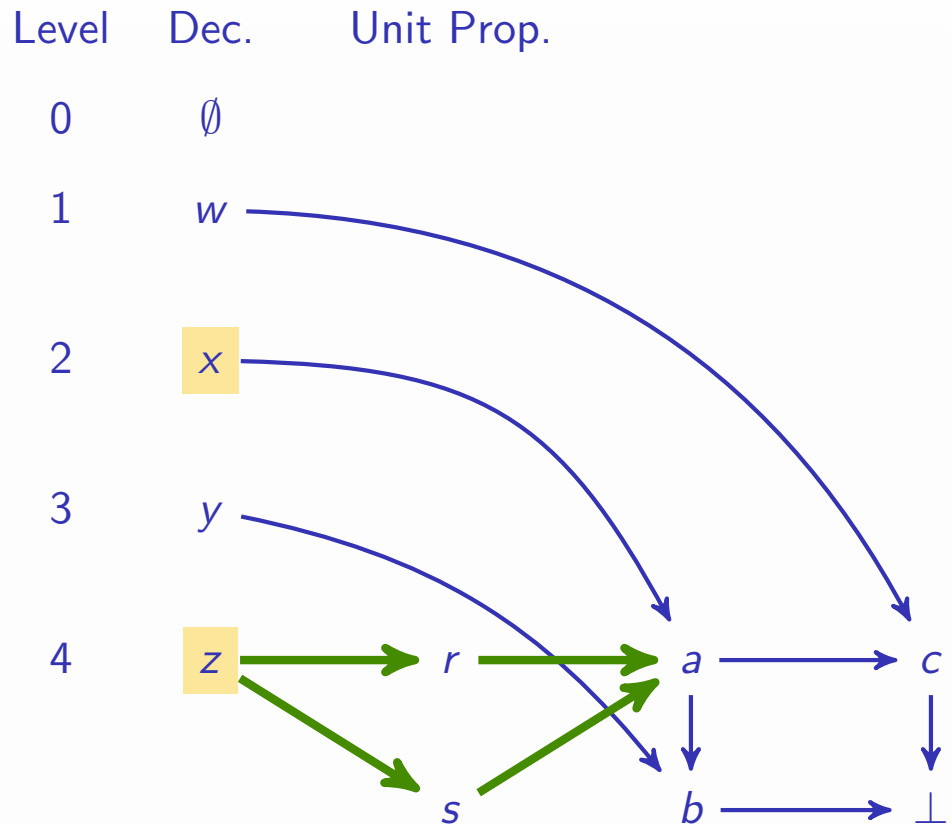 Level Dec. Unit Prop.
0 ∅
1 w
2 x
3 y
4 z r a c
s b ⊥